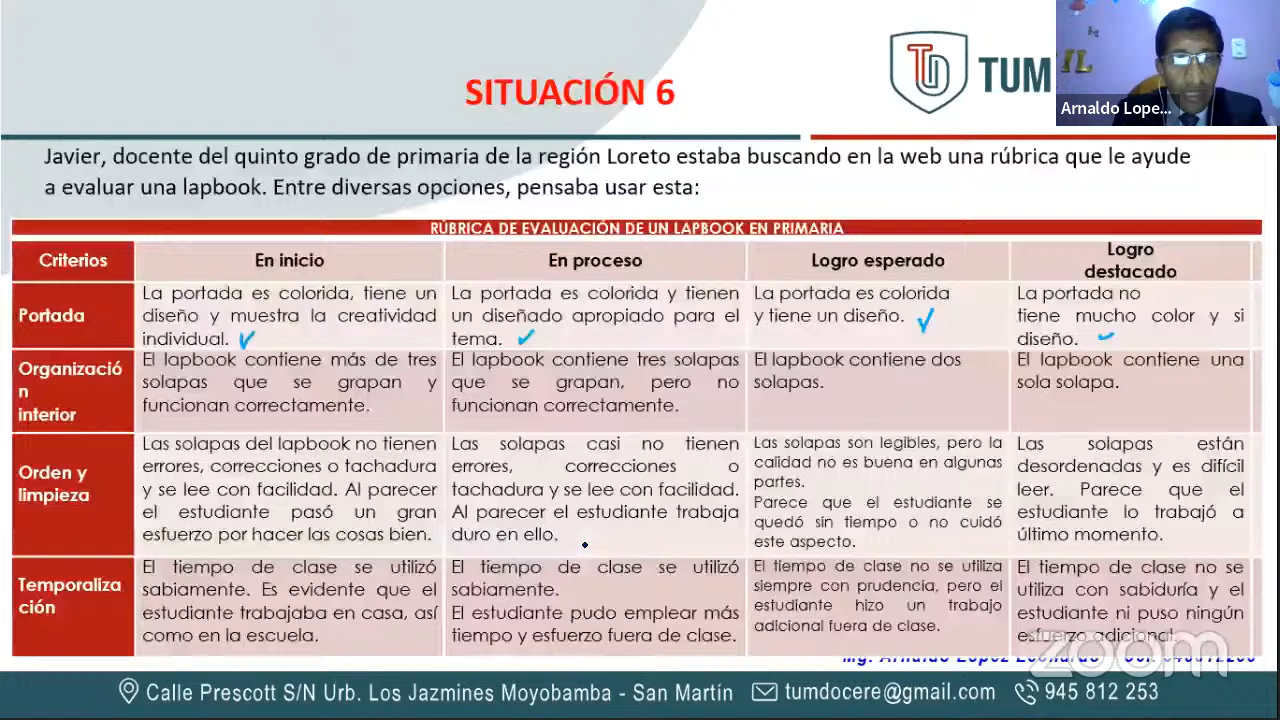 SITUACIÓN 6
TUM
IL
Arnaldo Lope...
Javier, docente del quinto grado de primaria de la región Loreto estaba buscando en la web una rúbrica que le ayude
a evaluar una lapbook. Entre diversas opciones, pensaba usar esta:
RÚBRICA DE EVALUACIÓN DE UN LAPBOOK EN PRIMARIA
Criterios
En inicio
En proceso
Logro esperado
Logro
destacado
Portada
La portada es colorida, tiene un
diseño y muestra la creatividad
individual.
La portada es colorida y tienen
un diseñado apropiado para el
tema.
La portada es colorida
y tiene un diseño.
La portada no
tiene mucho color y si
diseño.
Organizació
n
interior
El lapbook contiene más de tres
solapas que se grapan y
funcionan correctamente.
El lapbook contiene tres solapas
que se grapan, pero no
funcionan correctamente.
El lapbook contiene dos
solapas.
El lapbook contiene una
sola solapa.
Orden y
limpieza
Las solapas del lapbook no tienen
errores, correcciones o tachadura
y se lee con facilidad. Al parecer
el estudiante pasó un gran
esfuerzo por hacer las cosas bien.
Las solapas casi no tienen
errores, correcciones o
tachadura y se lee con facilidad.
Al parecer el estudiante trabaja
duro en ello.
Las solapas son legibles, pero la
calidad no es buena en algunas
partes.
Parece que el estudiante se
quedó sin tiempo o no cuidó
este aspecto.
Las solapas están
desordenadas y es difícil
leer. Parece que el
estudiante lo trabajó a
último momento.
Temporaliza
ción
El tiempo de clase se utilizó
sabiamente. Es evidente que el
estudiante trabajaba en casa, así
como en la escuela.
El tiempo de clase se utilizó
sabiamente.
El estudiante pudo emplear más
tiempo y esfuerzo fuera de clase.
El tiempo de clase no se utiliza
siempre con prudencia, pero el
estudiante hizo un trabajo
adicional fuera de clase.
El tiempo de clase no se
utiliza con sabiduría y el
estudiante ni puso ningún
esfuerzo adicional.
zoom
Mg. Arnaldo López
Calle Prescott S/N Urb. Los Jazmines Moyobamba - San Martín
tumdocere@gmail.com
945 812 253